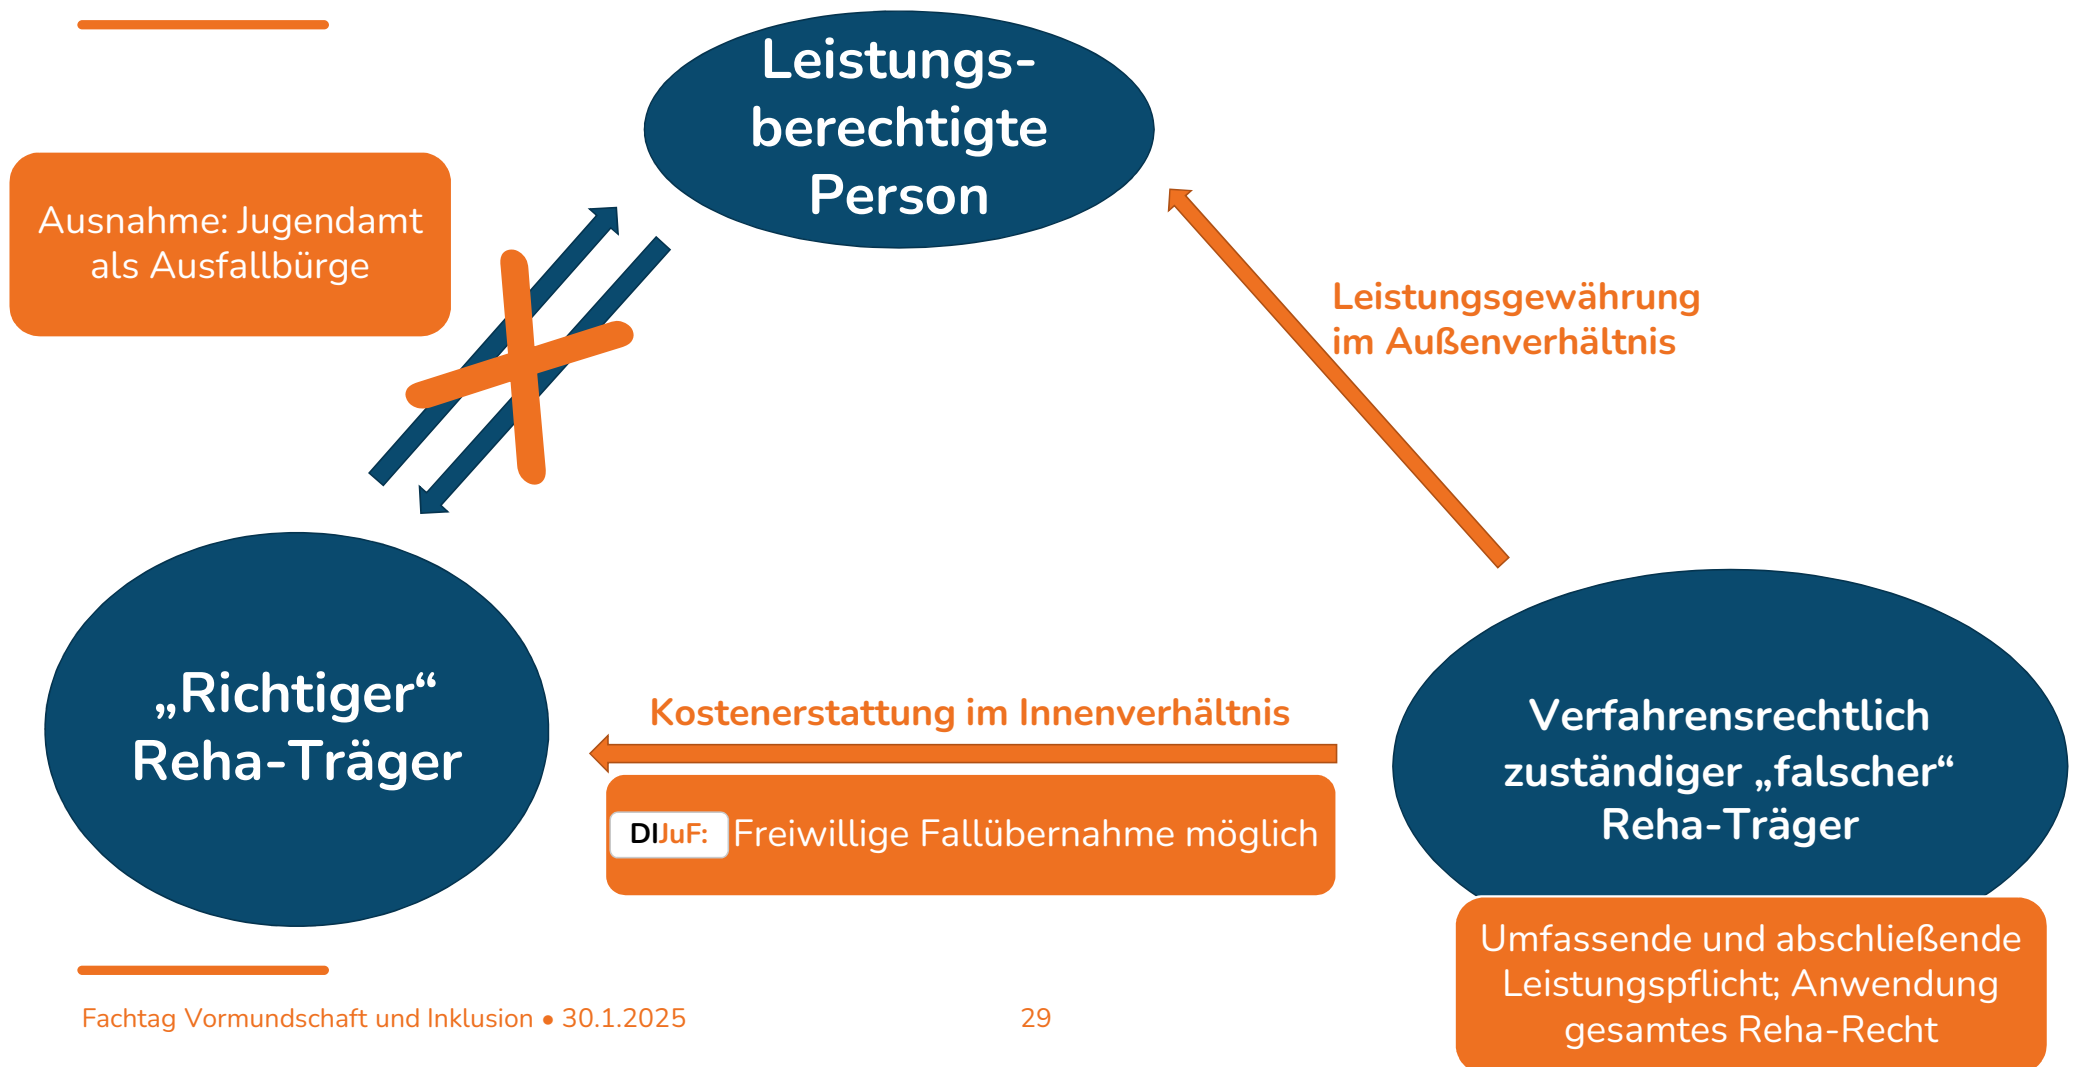 Leistungs-
berechtigte
Person
Ausnahme: Jugendamt
als Ausfallbürge
Leistungsgewährung
im Außenverhältnis
„Richtiger“
Reha-Träger
Kostenerstattung im Innenverhältnis
DIJuF: Freiwillige Fallübernahme möglich
Verfahrensrechtlich
zuständiger „falscher“
Reha-Träger
Umfassende und abschließende
Leistungspflicht; Anwendung
gesamtes Reha-Recht
Fachtag Vormundschaft und Inklusion • 30.1.2025
29